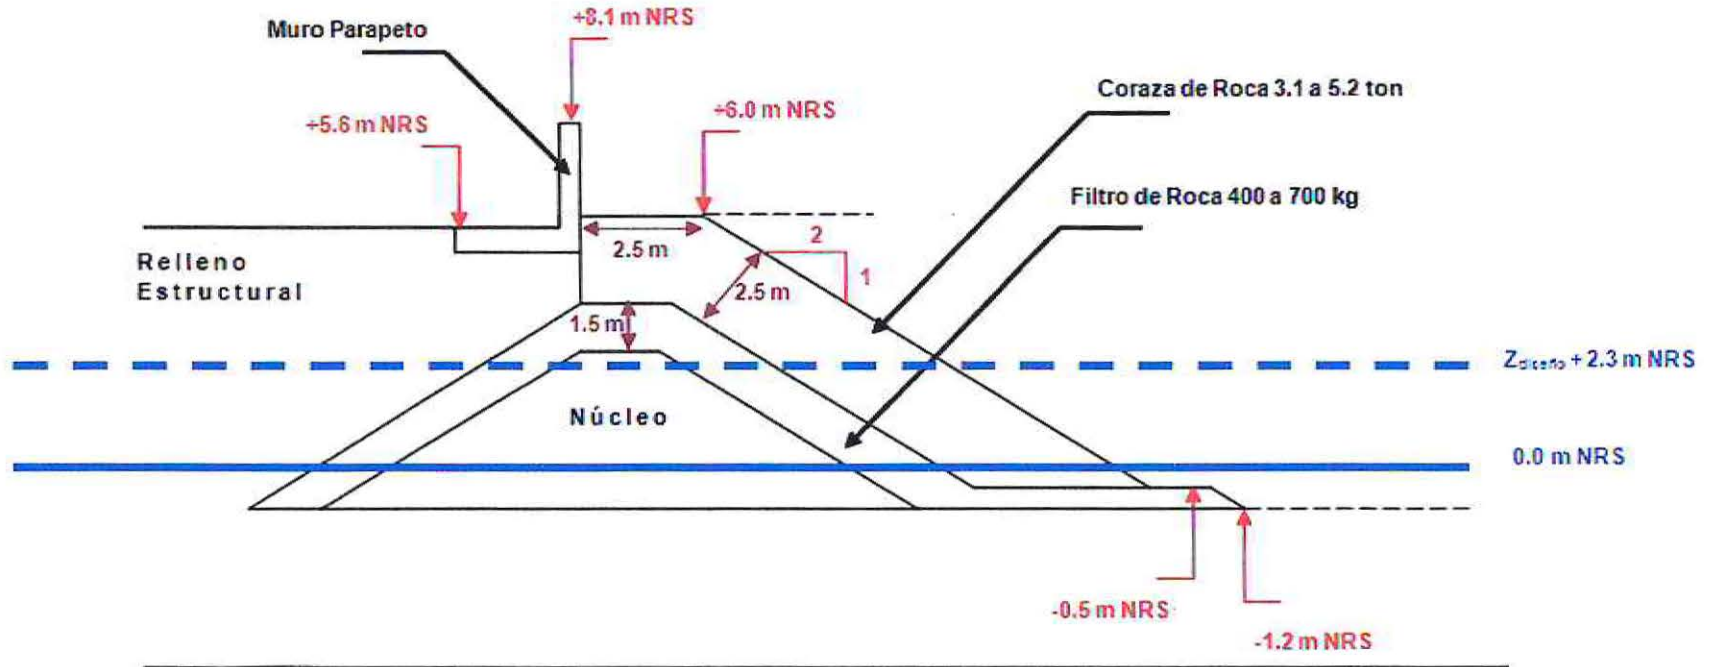 +8.1 m NRS
Muro Parapeto
Coraza de Roca 3.1 a 5.2 ton
+6.0 m NRS
+5.6 m NRS
Filtro de Roca 400 a 700 kg
2
2.5 m
Relleno
Estructural
1
2.5 m
1.5 m
Zdiseño + 2.3 m NRS
Núcleo
0.0 m NRS
-0.5 m NRS
-1.2 m NRS